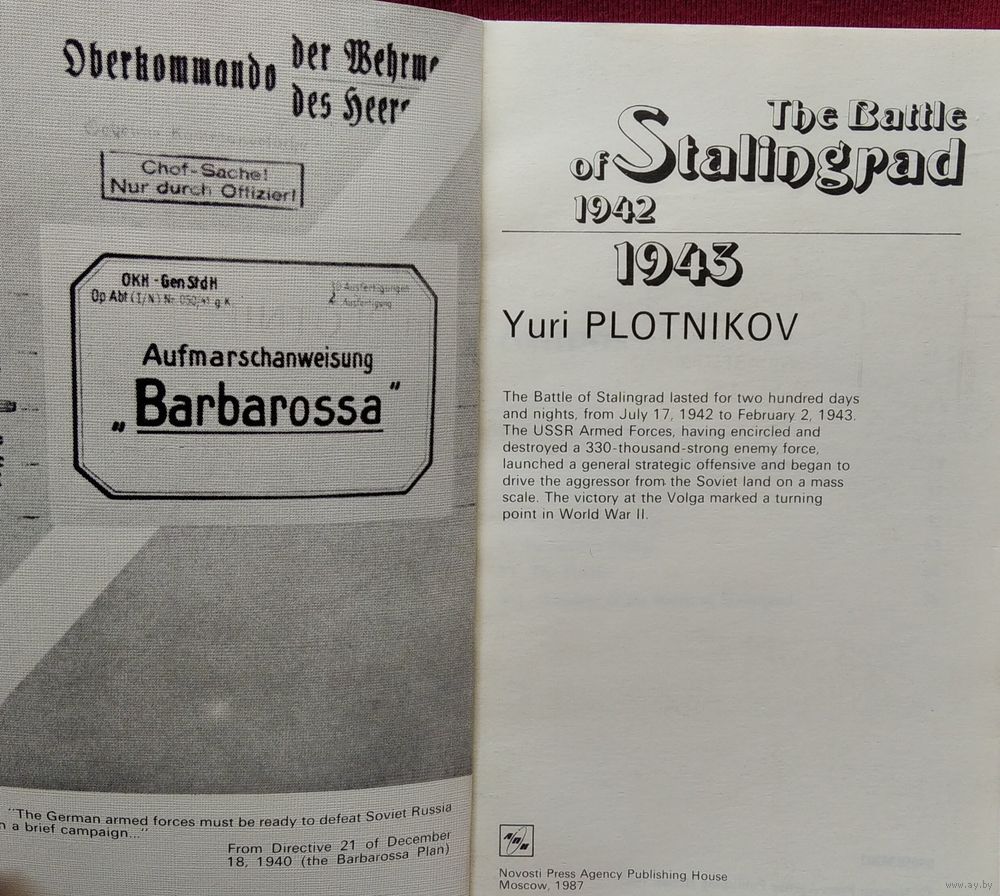 Oberkommando der Wehrm
des Heer
Chef-Sache!
Nur durch Offizier!
OKH - Gen Std H
Op Abt (I/N) Nr. 050/41 g. K
Ausfertigungen
2 Ausfertigung
Aufmarschanweisung
„Barbarossa"
"The German armed forces must be ready to defeat Soviet Russia
a brief campaign..."
From Directive 21 of December
18, 1940 (the Barbarossa Plan)
The Battle
of Stalingrad
1942
1943
Yuri PLOTNIKOV
The Battle of Stalingrad lasted for two hundred days
and nights, from July 17, 1942 to February 2, 1943.
The USSR Armed Forces, having encircled and
destroyed a 330-thousand-strong enemy force,
launched a general strategic offensive and began to
drive the aggressor from the Soviet land on a mass
scale. The victory at the Volga marked a turning
point in World War II.
Novosti Press Agency Publishing House
Moscow, 1987
www.ay.by